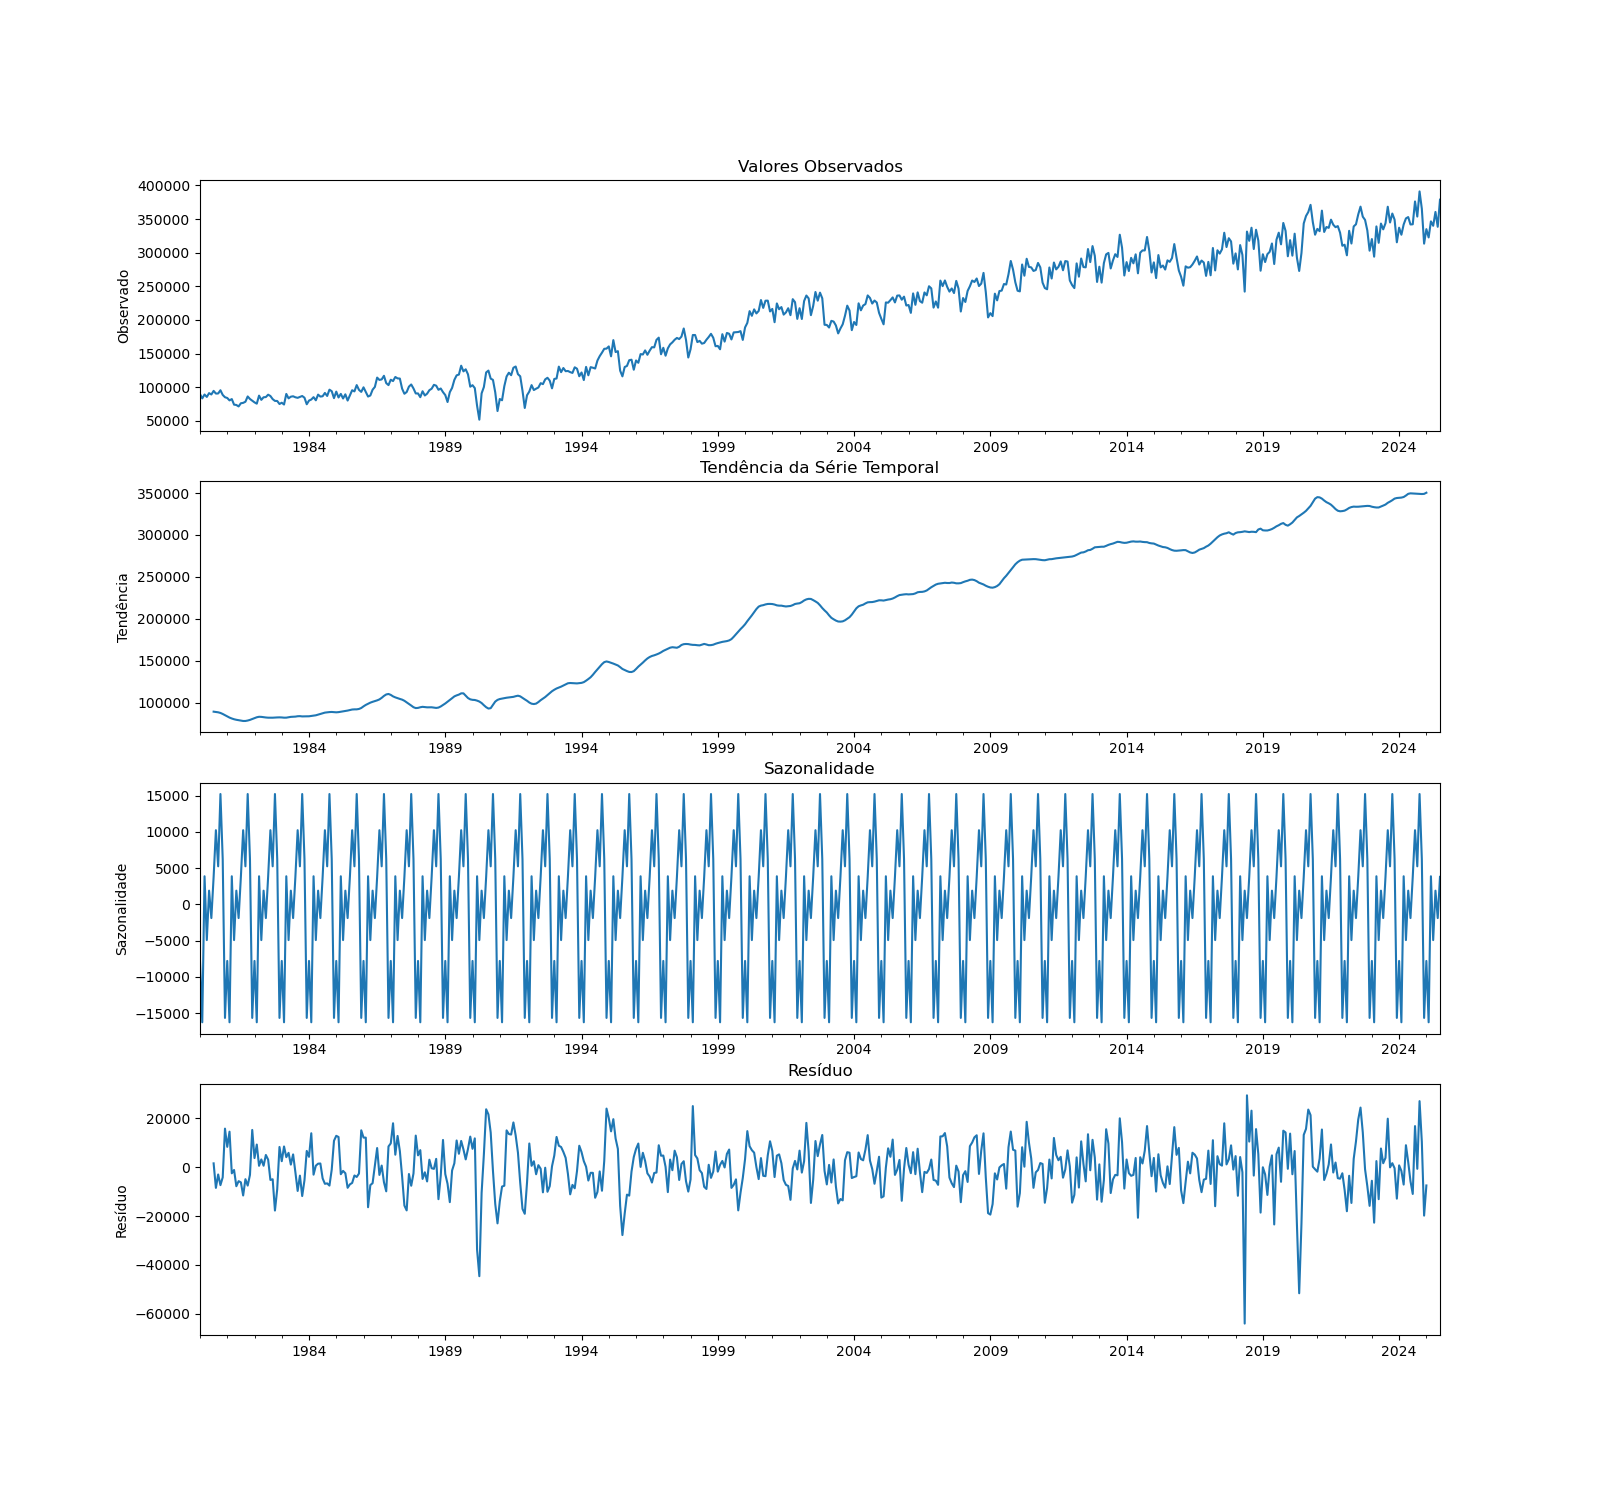 Valores Observados
400000
350000
300000
250000
200000
150000
100000
50000
Observado
1984 1989 1994 1999 2004 2009 2014 2019 2024
Tendência da Série Temporal
350000
300000
250000
200000
150000
100000
Tendência
1984 1989 1994 1999 2004 2009 2014 2019 2024
Sazonalidade
15000
10000
5000
0
−5000
−10000
−15000
Sazonalidade
1984 1989 1994 1999 2004 2009 2014 2019 2024
Resíduo
20000
0
−20000
−40000
−60000
Resíduo
1984 1989 1994 1999 2004 2009 2014 2019 2024